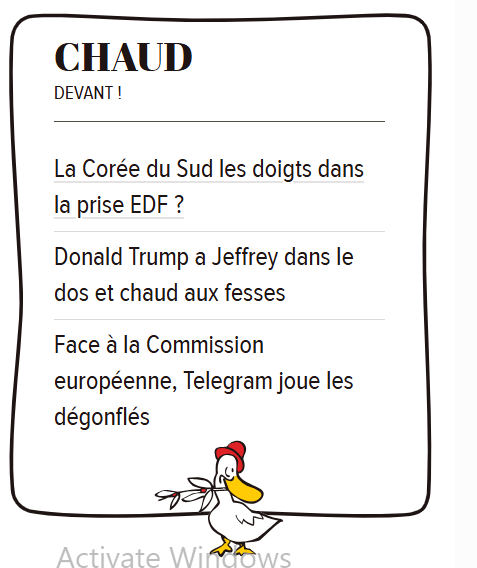 CHAUD
DEVANT !
La Corée du Sud les doigts dans
la prise EDF ?
Donald Trump a Jeffrey dans le
dos et chaud aux fesses
Face à la Commission
européenne, Telegram joue les
dégonflés
Activate Windows